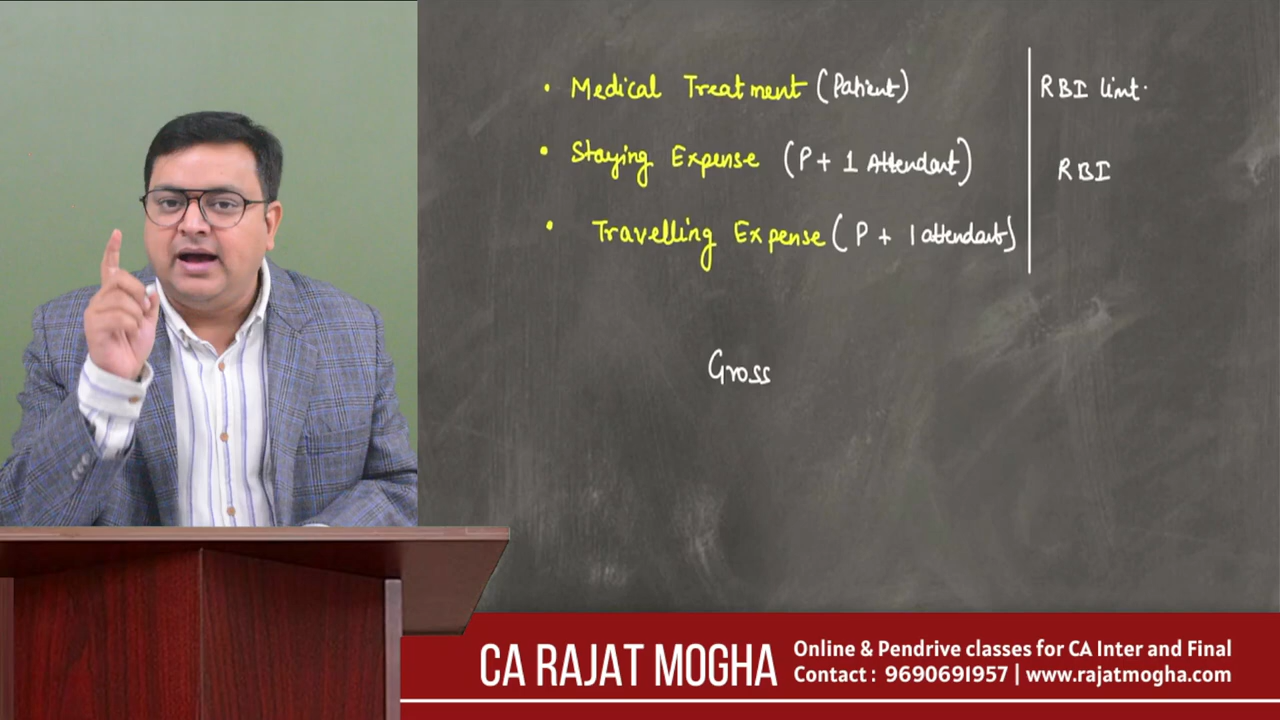 • Medical Treatment (Patient) RBI limt.
• Staying Expense (P + 1 Attendant) RBI
• Travelling Expense (P + 1 attendant)
Gross
CA RAJAT MOGHA
Online & Pendrive classes for CA Inter and Final
Contact : 9690691957 | www.rajatmogha.com